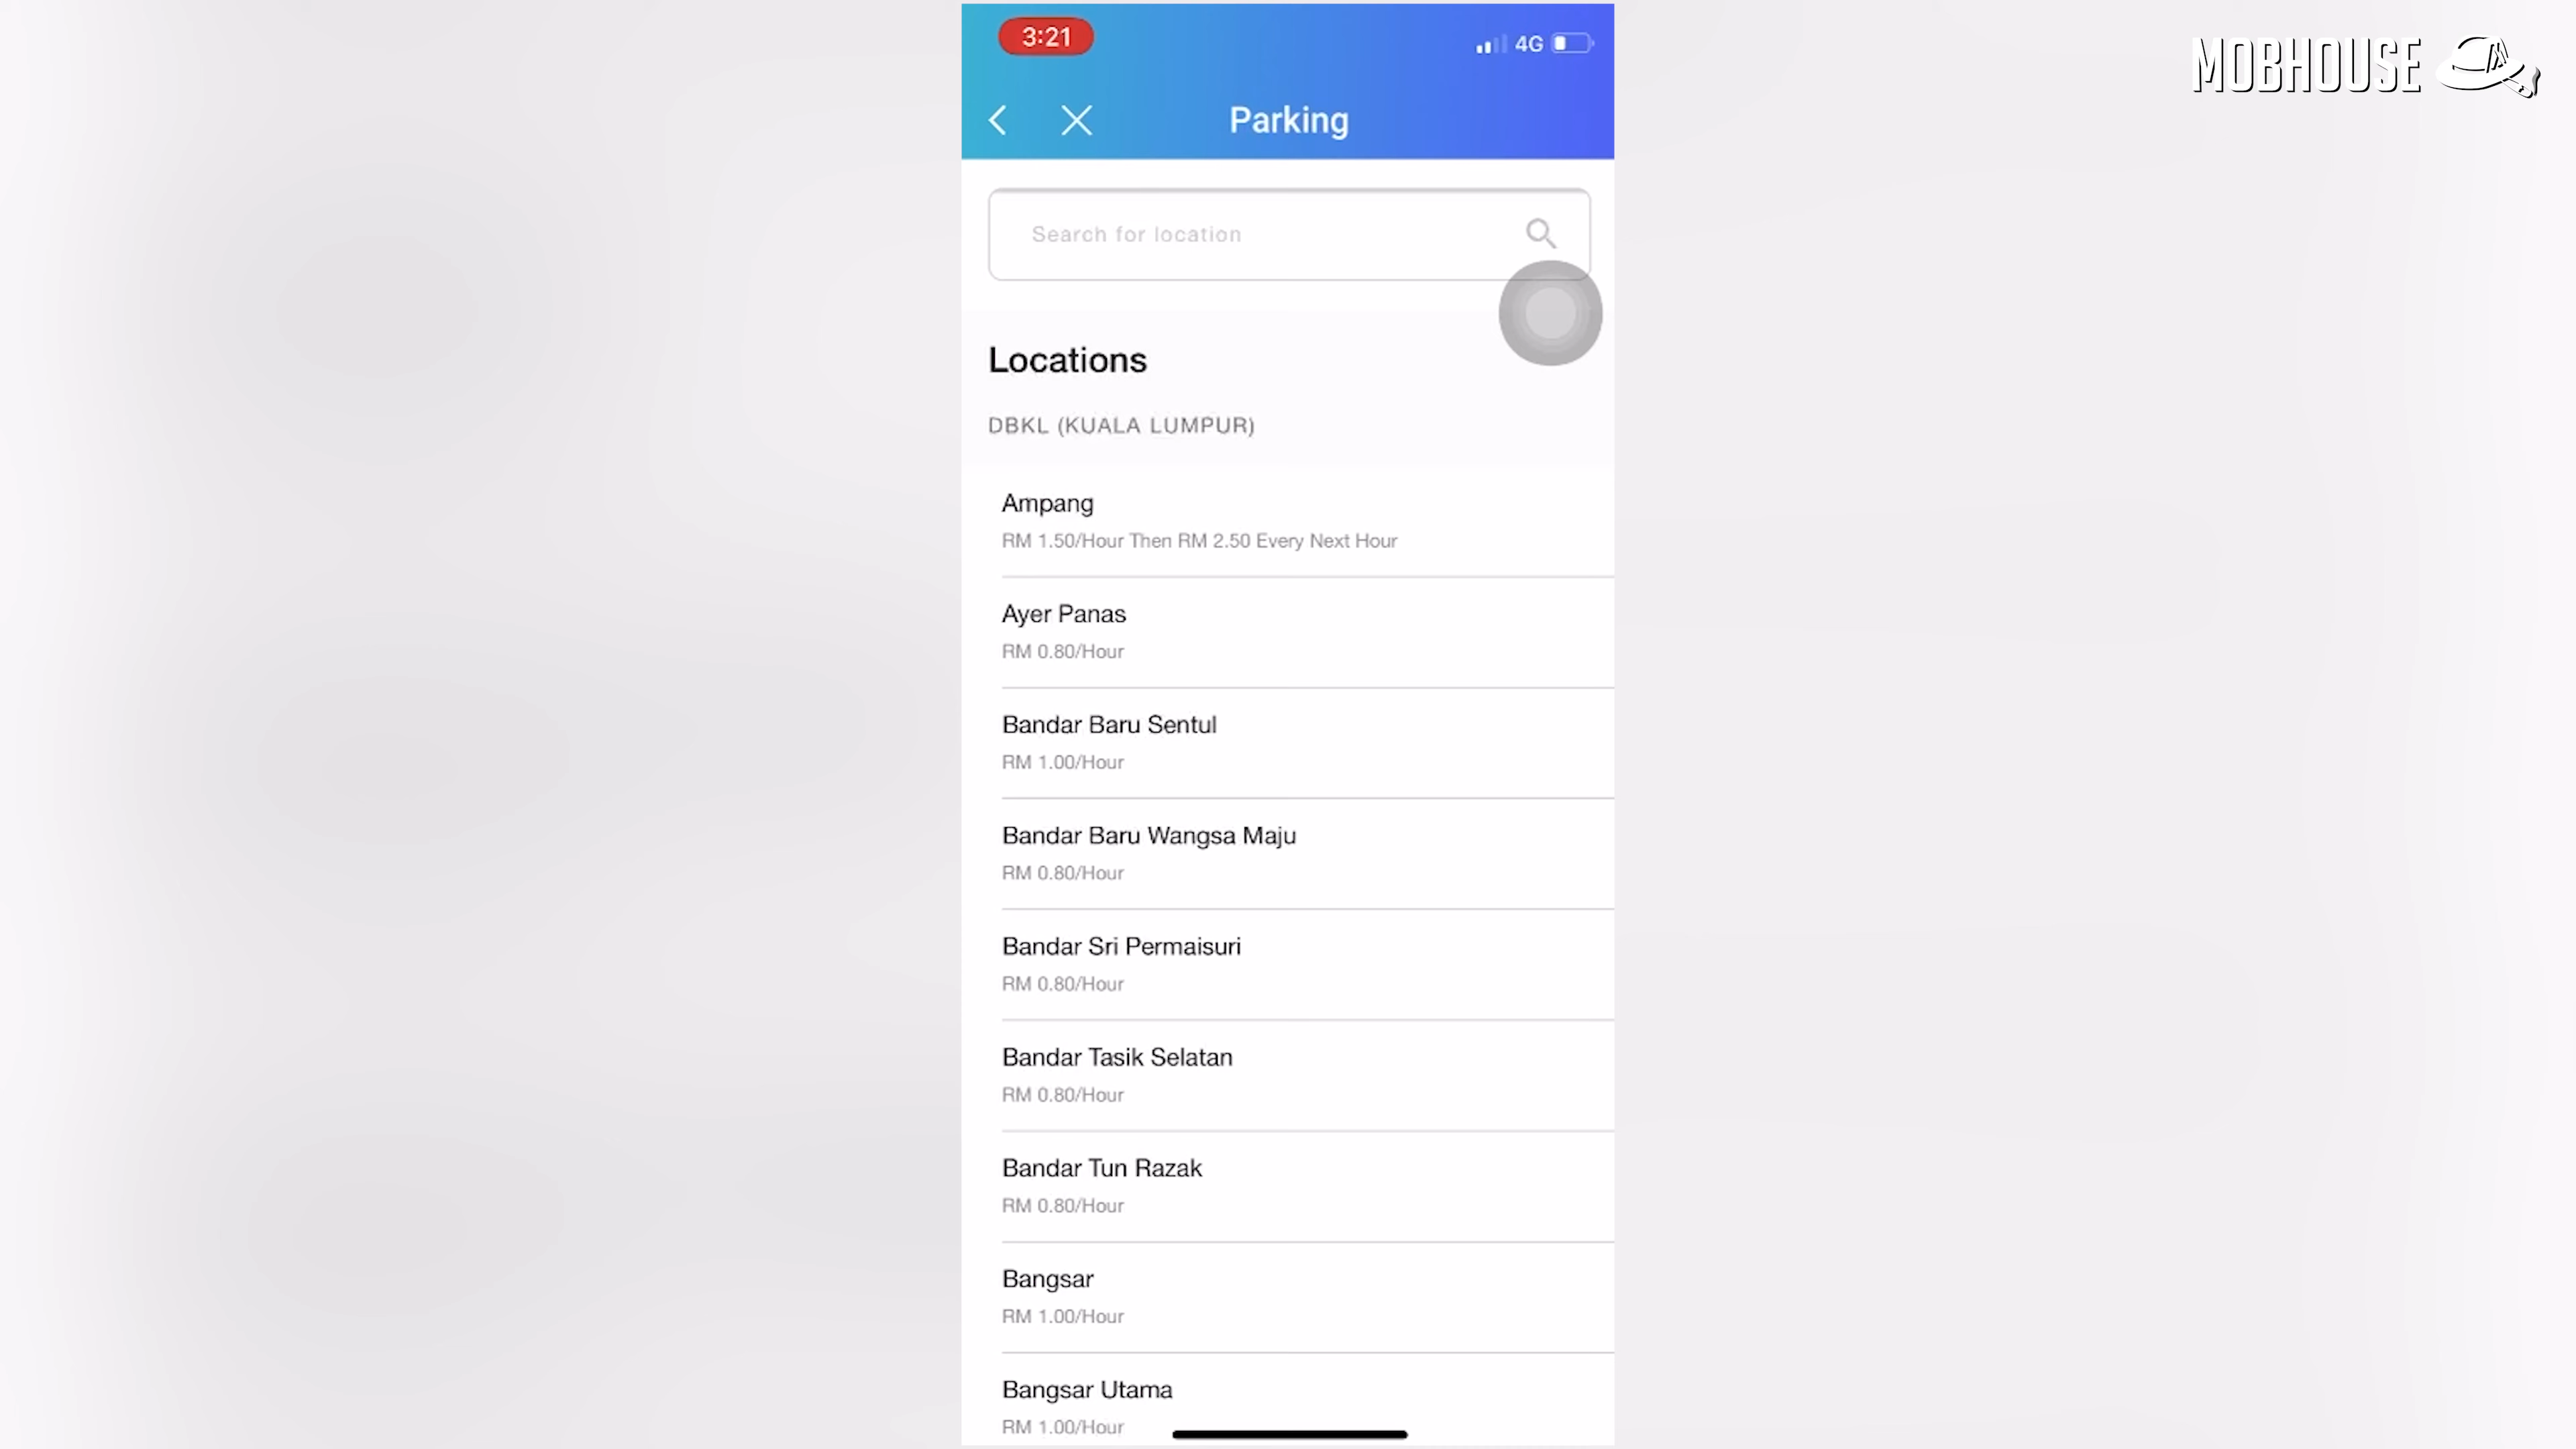 3:21
4G
MOBHOUSE
Parking
Search for location
Locations
DBKL (KUALA LUMPUR)
Ampang
RM 1.50/Hour Then RM 2.50 Every Next Hour
Ayer Panas
RM 0.80/Hour
Bandar Baru Sentul
RM 1.00/Hour
Bandar Baru Wangsa Maju
RM 0.80/Hour
Bandar Sri Permaisuri
RM 0.80/Hour
Bandar Tasik Selatan
RM 0.80/Hour
Bandar Tun Razak
RM 0.80/Hour
Bangsar
RM 1.00/Hour
Bangsar Utama
RM 1.00/Hour